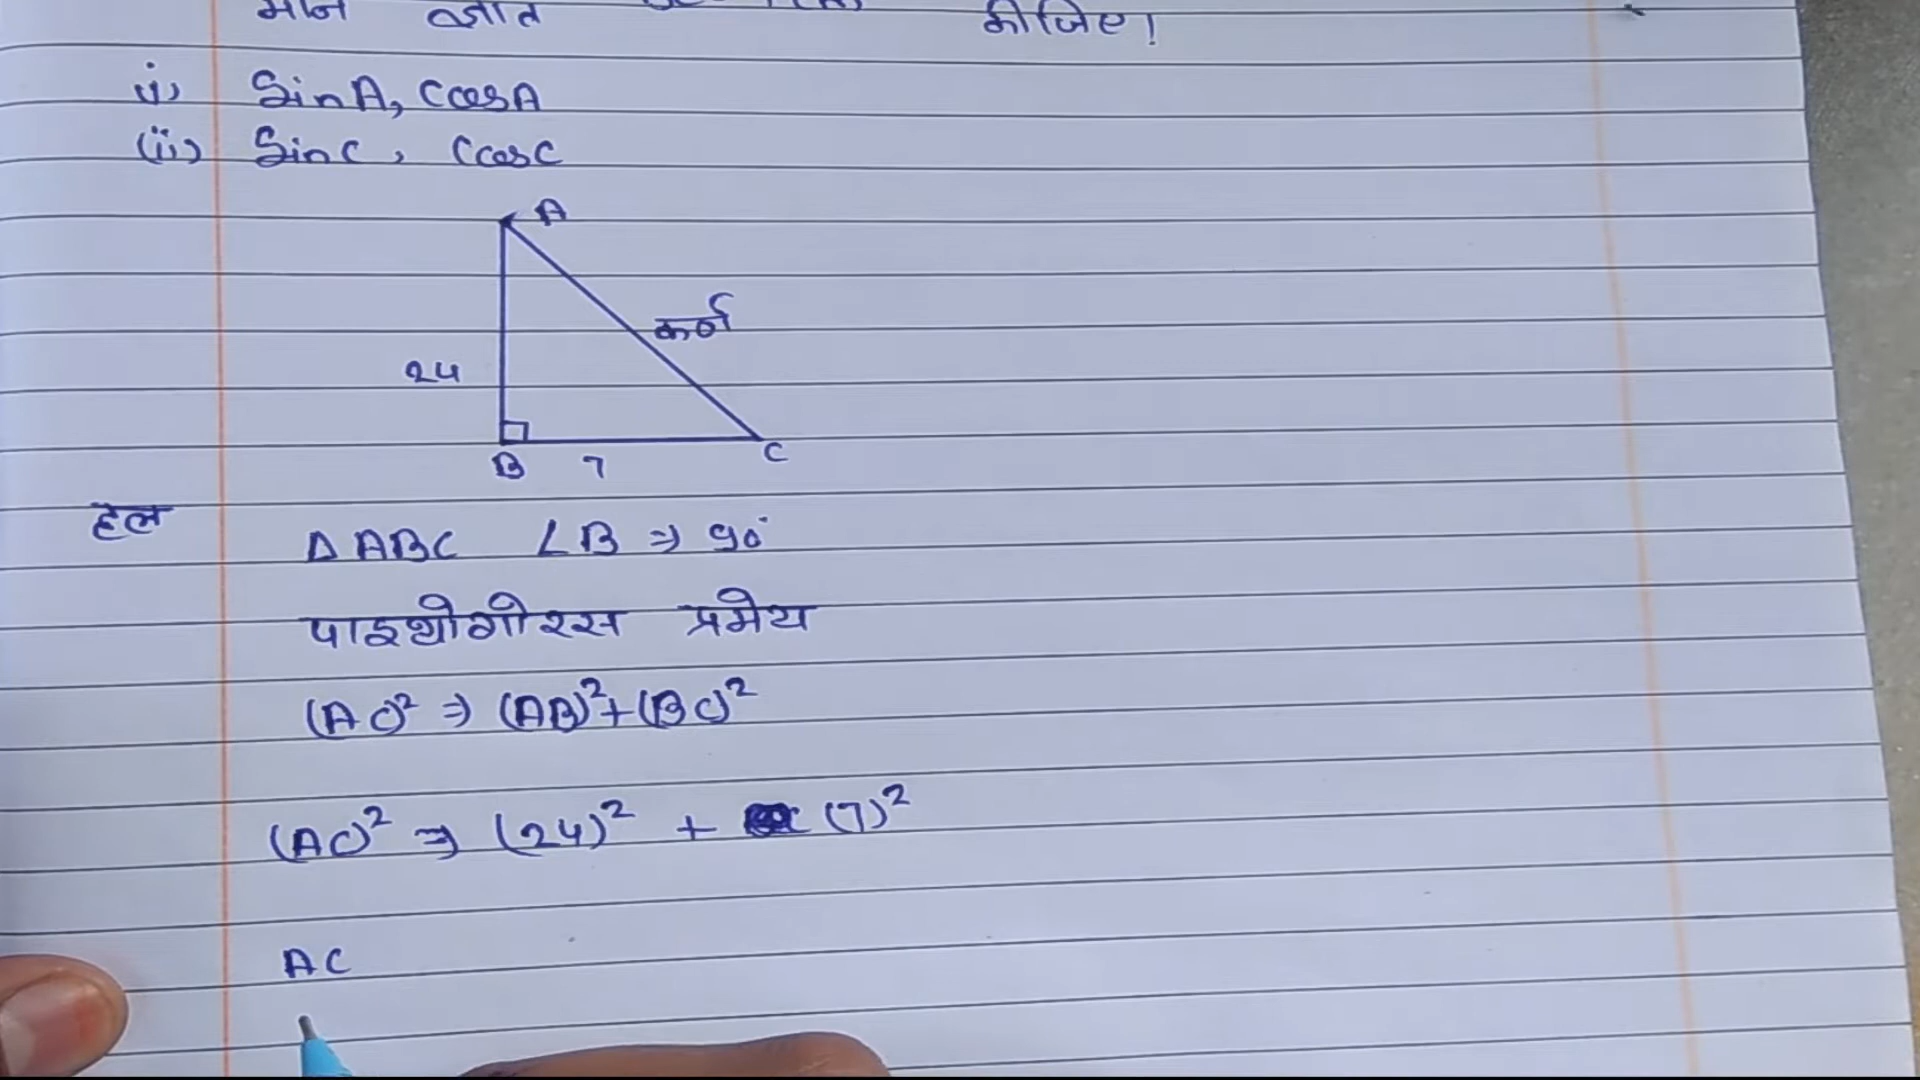 मान ज्ञात कीजिए।
i) SinA, CosA
(ii) SinC, CosC
A
कर्ण
24
B 7 C
हल
Δ ABC ∠B ⇒ 90°
पाइथोगोरस प्रमेय
(AC)² ⇒ (AB)²+(BC)²
(AC)² ⇒ (24)² + (7)²
AC